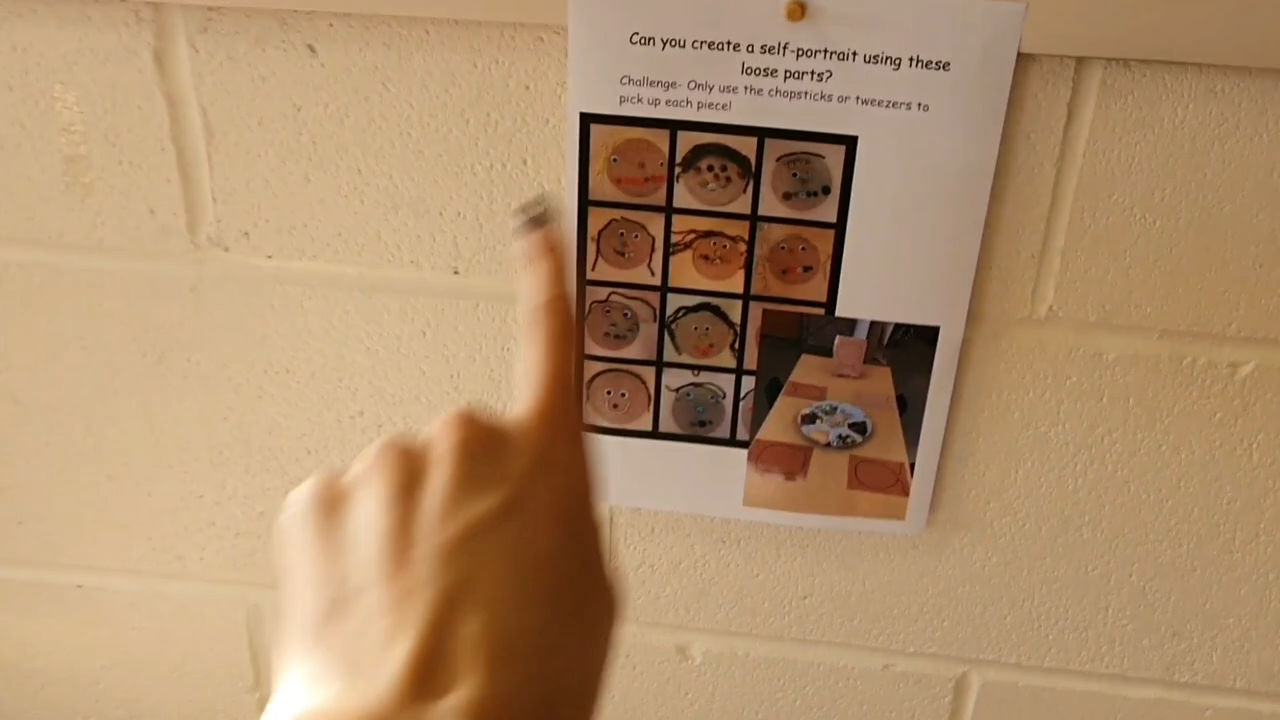 Can you create a self-portrait using these
loose parts?
Challenge- Only use the chopsticks or tweezers to
pick up each piece!